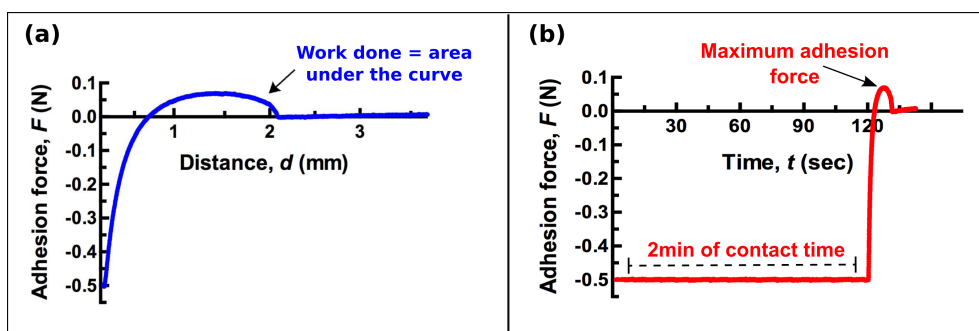 (a)
Work done = area
under the curve
Adhesion force, F (N)
0.1
0.0
-0.1
-0.2
-0.3
-0.4
-0.5
1
2
3
Distance, d (mm)
(b)
Maximum adhesion
force
Adhesion force, F (N)
0.1
0.0
-0.1
-0.2
-0.3
-0.4
-0.5
30
60
90
120
Time, t (sec)
2min of contact time